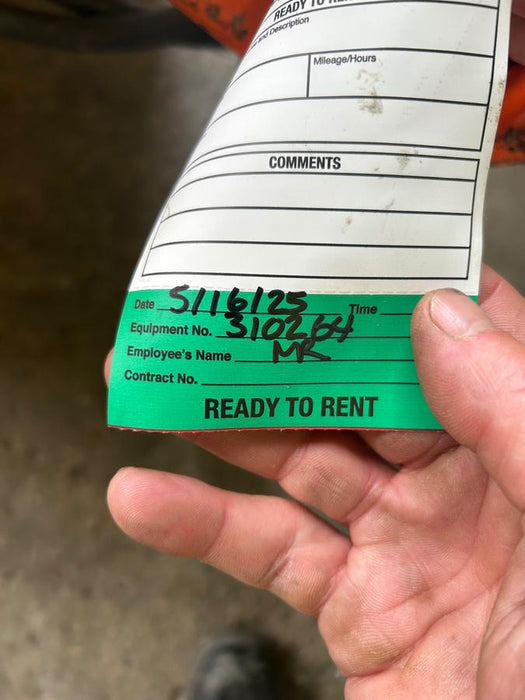 READY TO
and Description
Mileage/Hours
COMMENTS
Date 5/16/25 Time
Equipment No. 310264
Employee's Name MR
Contract No.
READY TO RENT